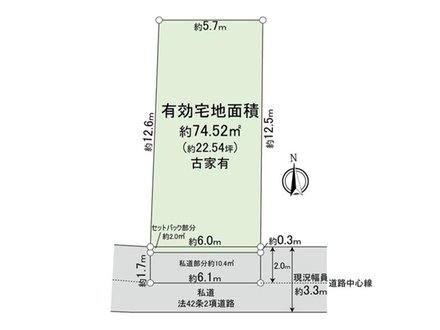 約5.7m
有効宅地面積
約74.52㎡
(約22.54坪)
古家有
約12.6m
約12.5m
N
セットバック部分
約2.0㎡
約6.0m
約0.3m
約1.7m
私道部分約10.4㎡
2.0m
現況幅員
約3.3m
道路中心線
約6.1m
私道
法42条2項道路